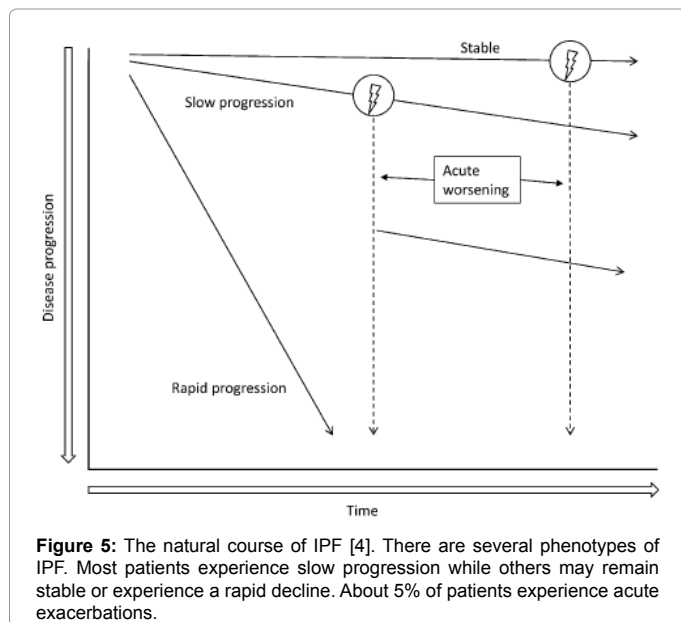 Stable
Slow progression
Acute
worsening
Disease progression
Rapid progression
Time
Figure 5: The natural course of IPF [4]. There are several phenotypes of
IPF. Most patients experience slow progression while others may remain
stable or experience a rapid decline. About 5% of patients experience acute
exacerbations.